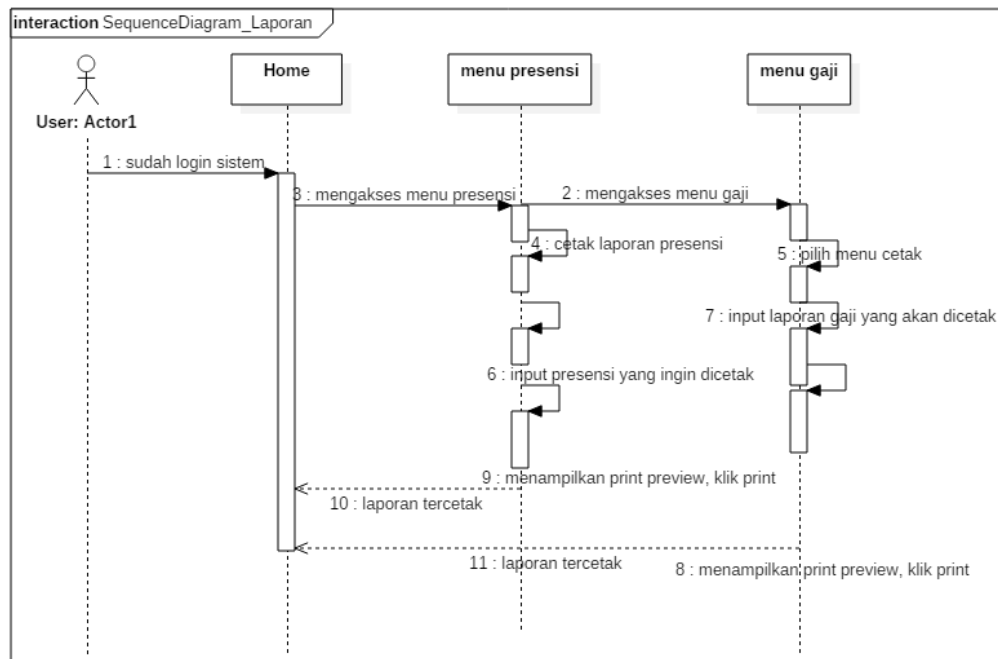 interaction SequenceDiagram_Laporan
Home
menu presensi
menu gaji
User: Actor1
1 : sudah login sistem
3 : mengakses menu presensi
2 : mengakses menu gaji
4 : cetak laporan presensi
5 : pilih menu cetak
7 : input laporan gaji yang akan dicetak
6 : input presensi yang ingin dicetak
9 : menampilkan print preview, klik print
10 : laporan tercetak
11 : laporan tercetak
8 : menampilkan print preview, klik print